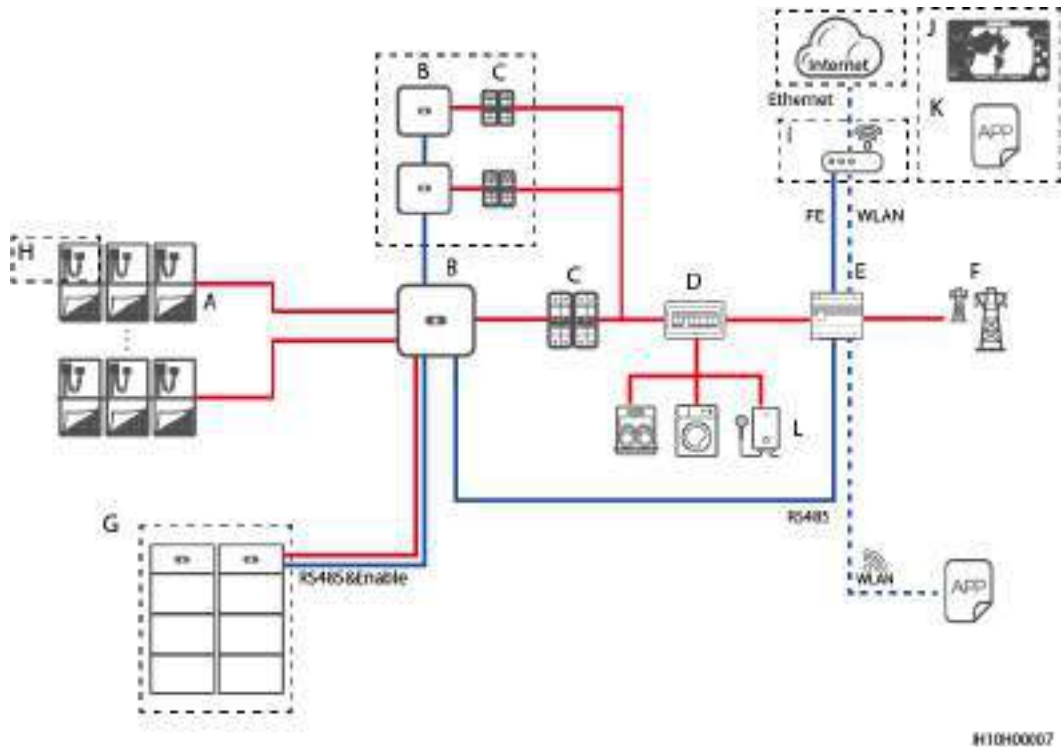 J
Internet
B
C
Ethernet
K
APP
i
FE
WLAN
H
B
C
D
E
F
A
L
G
RS485
RS485&Enable
WLAN
APP
IH10H00007